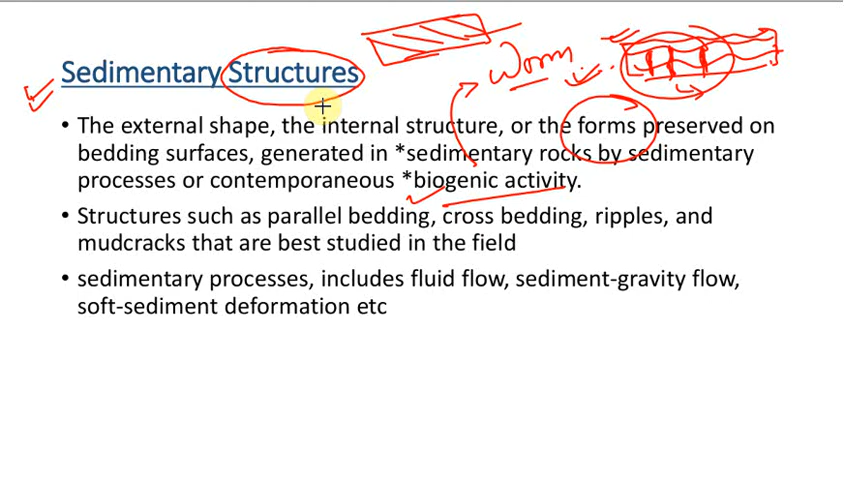 Sedimentary Structures
Worm
• The external shape, the internal structure, or the forms preserved on
bedding surfaces, generated in *sedimentary rocks by sedimentary
processes or contemporaneous *biogenic activity.
• Structures such as parallel bedding, cross bedding, ripples, and
mudcracks that are best studied in the field
• sedimentary processes, includes fluid flow, sediment-gravity flow,
soft-sediment deformation etc